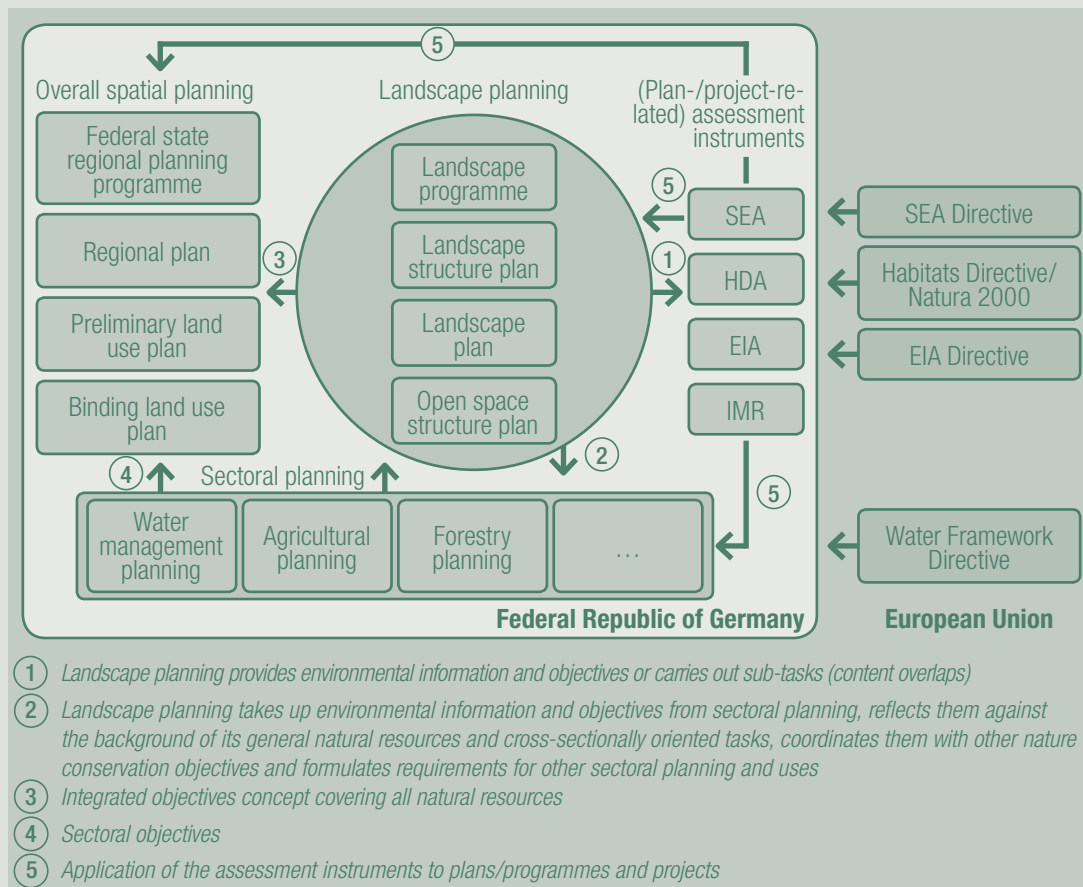 5
Overall spatial planning
Landscape planning
(Plan-/project-re-
lated) assessment
instruments
Federal state
regional planning
programme
Regional plan
Preliminary land
use plan
Binding land use
plan
3
Landscape
programme
Landscape
structure plan
Landscape
plan
Open space
structure plan
5
1
SEA
HDA
EIA
IMR
SEA Directive
Habitats Directive/
Natura 2000
EIA Directive
2
4
Sectoral planning
5
Water
management
planning
Agricultural
planning
Forestry
planning
...
Water Framework
Directive
Federal Republic of Germany
European Union
1 Landscape planning provides environmental information and objectives or carries out sub-tasks (content overlaps)
2 Landscape planning takes up environmental information and objectives from sectoral planning, reflects them against
the background of its general natural resources and cross-sectionally oriented tasks, coordinates them with other nature
conservation objectives and formulates requirements for other sectoral planning and uses
3 Integrated objectives concept covering all natural resources
4 Sectoral objectives
5 Application of the assessment instruments to plans/programmes and projects